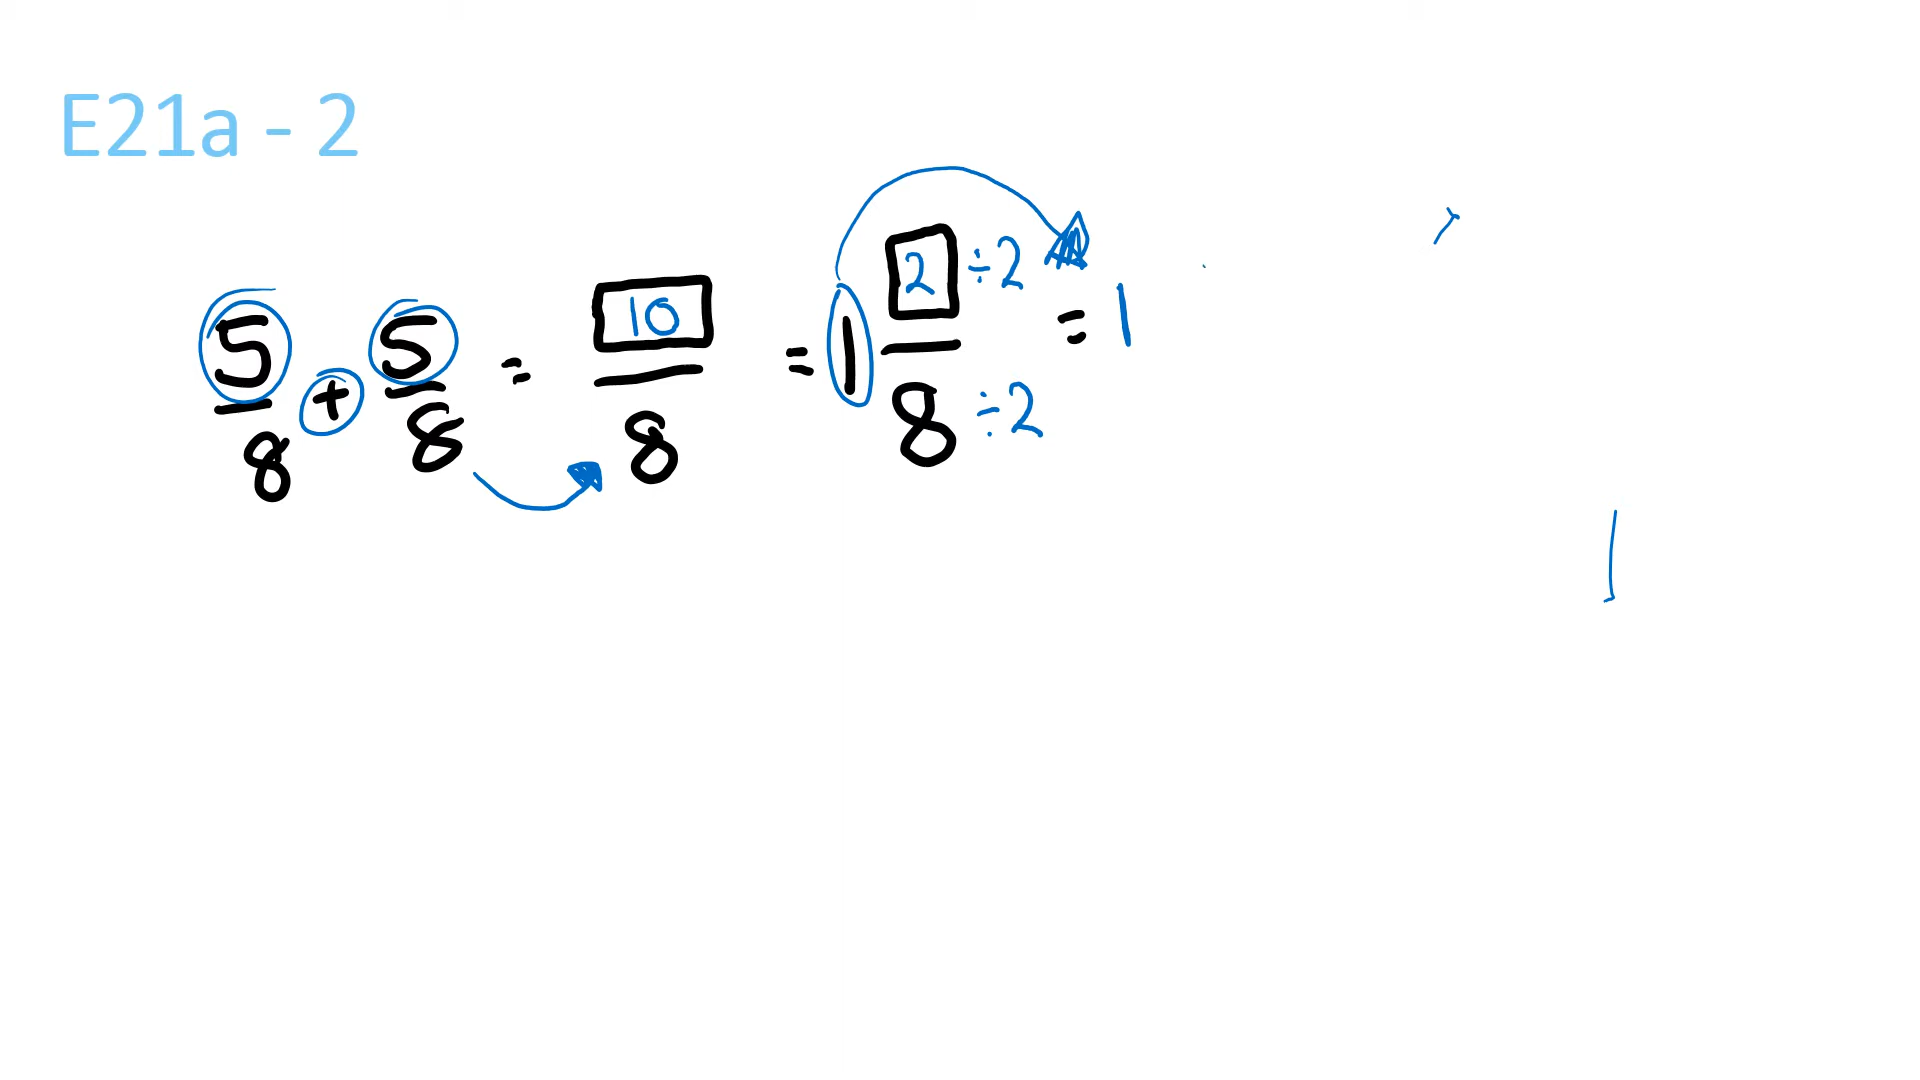 E21a - 2
5/8 + 5/8 = 10/8 = 1 2/8 ÷2 ÷2 = 1